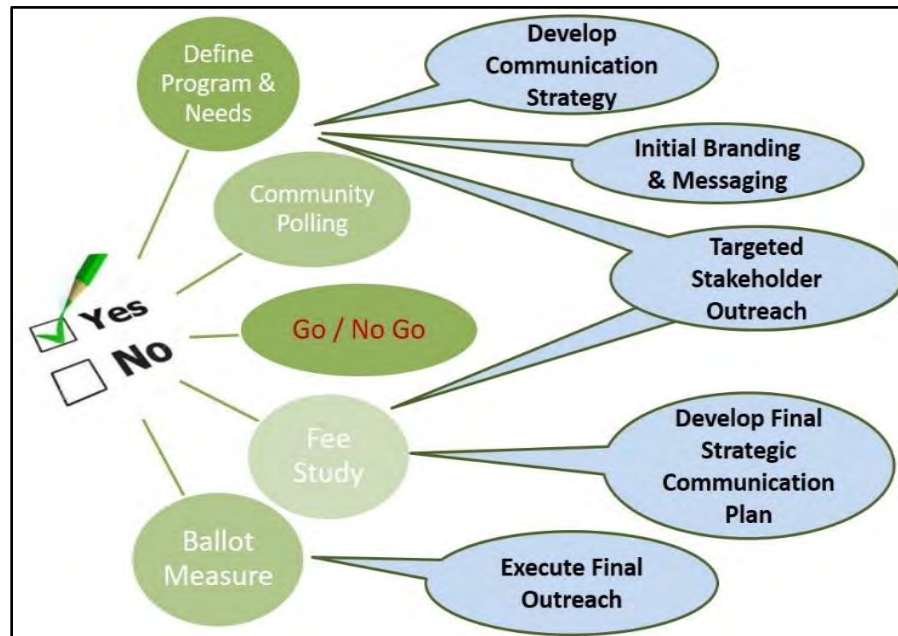 Define
Program &
Needs
Develop
Communication
Strategy
Initial Branding
& Messaging
Community
Polling
Targeted
Stakeholder
Outreach
Yes
No
Go / No Go
Fee
Study
Develop Final
Strategic
Communication
Plan
Ballot
Measure
Execute Final
Outreach